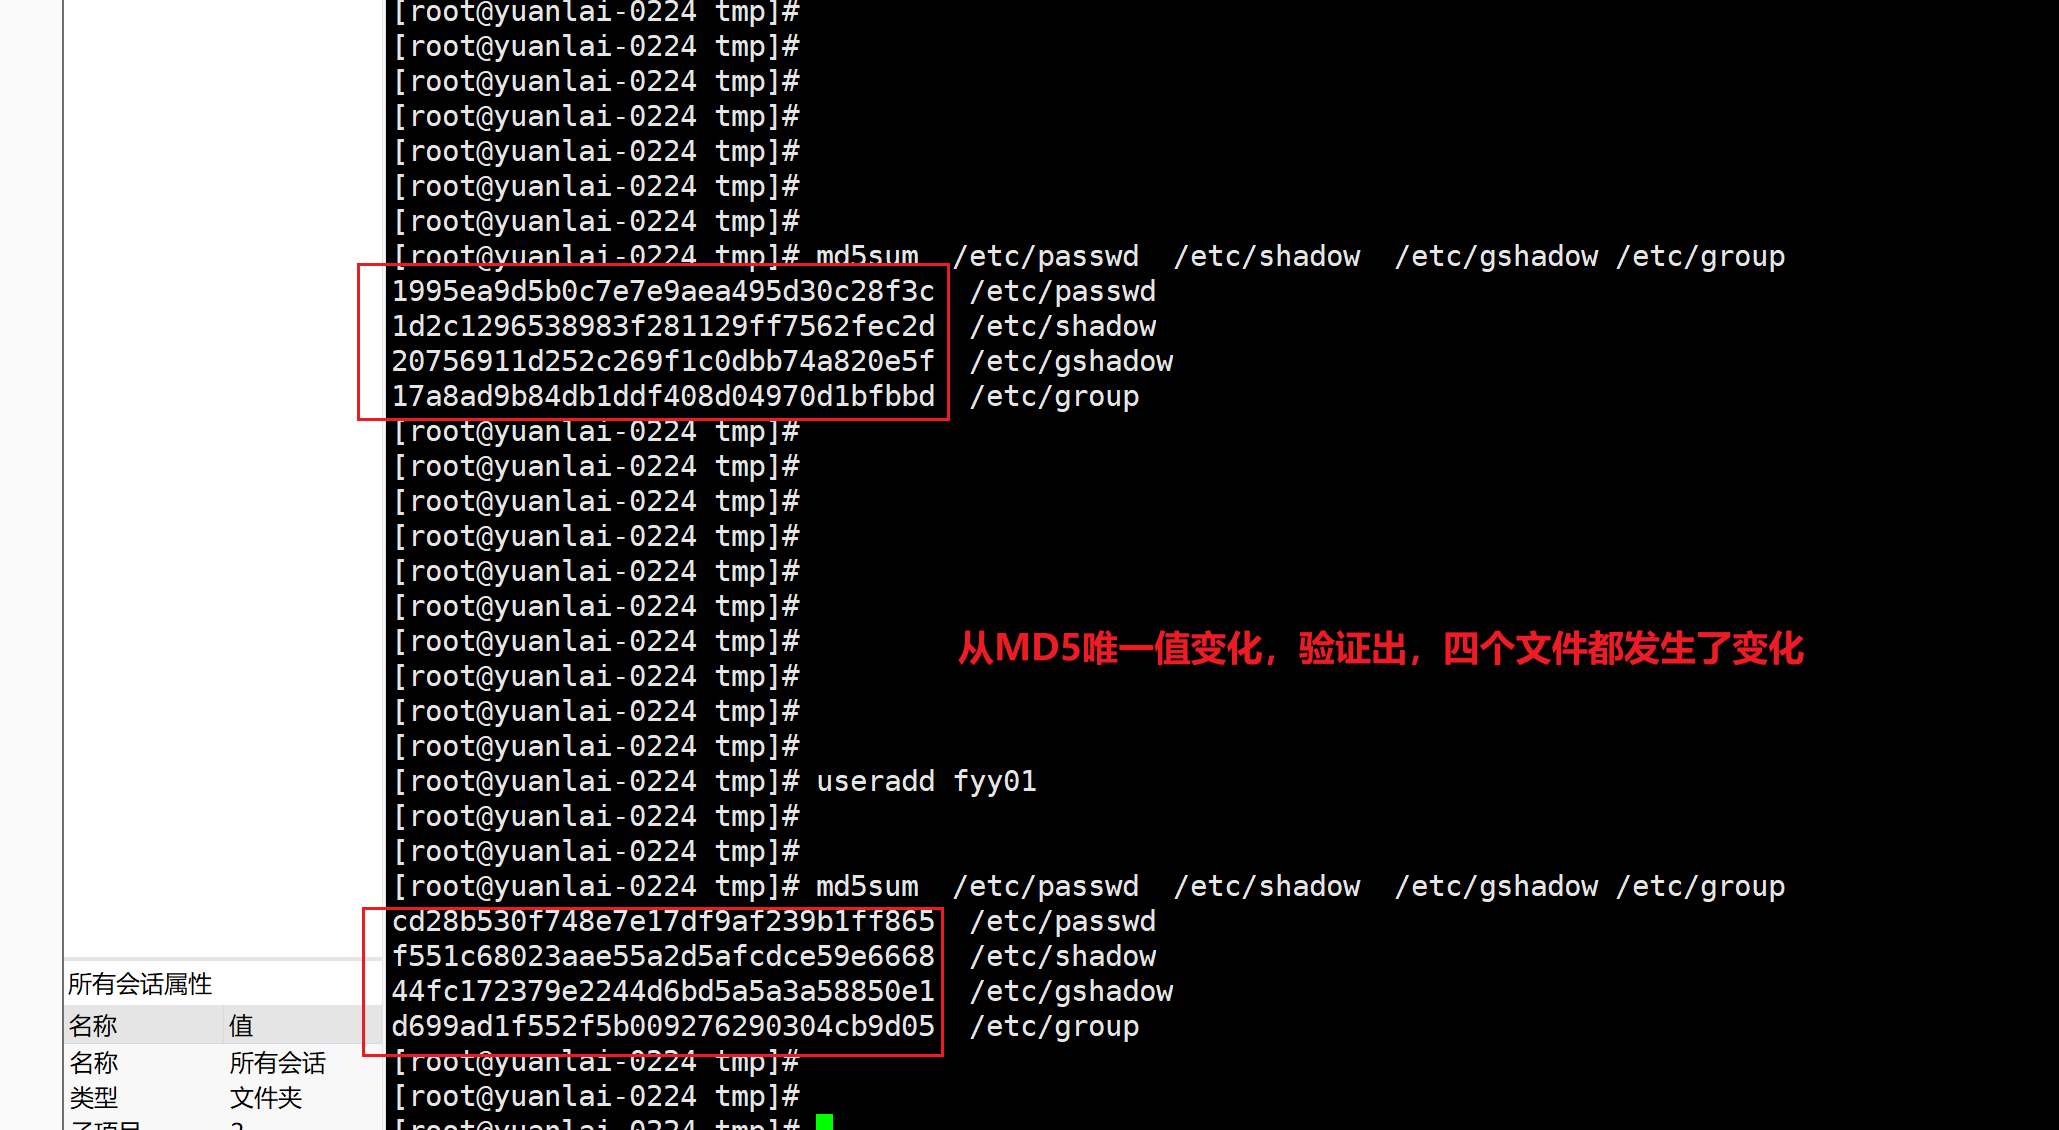 [root@yuanlai-0224 tmp]#
[root@yuanlai-0224 tmp]#
[root@yuanlai-0224 tmp]#
[root@yuanlai-0224 tmp]#
[root@yuanlai-0224 tmp]#
[root@yuanlai-0224 tmp]#
[root@yuanlai-0224 tmp]#
[root@yuanlai-0224 tmp]# md5sum  /etc/passwd  /etc/shadow  /etc/gshadow /etc/group
1995ea9d5b0c7e7e9aea495d30c28f3c  /etc/passwd
1d2c1296538983f281129ff7562fec2d  /etc/shadow
20756911d252c269f1c0dbb74a820e5f  /etc/gshadow
17a8ad9b84db1ddf408d04970d1bfbbd  /etc/group
[root@yuanlai-0224 tmp]#
[root@yuanlai-0224 tmp]#
[root@yuanlai-0224 tmp]#
[root@yuanlai-0224 tmp]#
[root@yuanlai-0224 tmp]#
[root@yuanlai-0224 tmp]#
[root@yuanlai-0224 tmp]#
从MD5唯一值变化，验证出，四个文件都发生了变化
[root@yuanlai-0224 tmp]#
[root@yuanlai-0224 tmp]#
[root@yuanlai-0224 tmp]#
[root@yuanlai-0224 tmp]# useradd fyy01
[root@yuanlai-0224 tmp]#
[root@yuanlai-0224 tmp]#
[root@yuanlai-0224 tmp]# md5sum  /etc/passwd  /etc/shadow  /etc/gshadow /etc/group
cd28b530f748e7e17df9af239b1ff865  /etc/passwd
f551c68023aae55a2d5afcdce59e6668  /etc/shadow
44fc172379e2244d6bd5a5a3a58850e1  /etc/gshadow
d699ad1f552f5b009276290304cb9d05  /etc/group
[root@yuanlai-0224 tmp]#
[root@yuanlai-0224 tmp]#
[root@yuanlai-0224 tmp]#
所有会话属性
名称 值
名称 所有会话
类型 文件夹
子项目 2